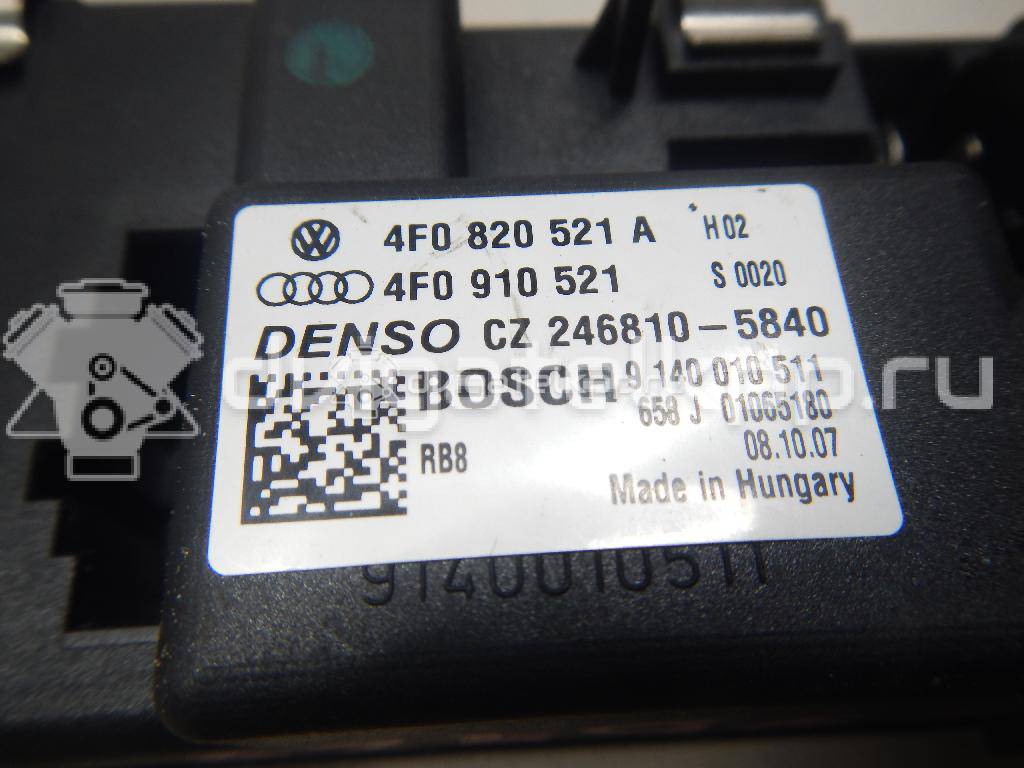 4F0 820 521 A H02
4F0 910 521 S 0020
DENSO CZ 246810-5840
BOSCH 9 140 010 511
658 J 01065180
RB8 08.10.07
Made in Hungary
9140010511